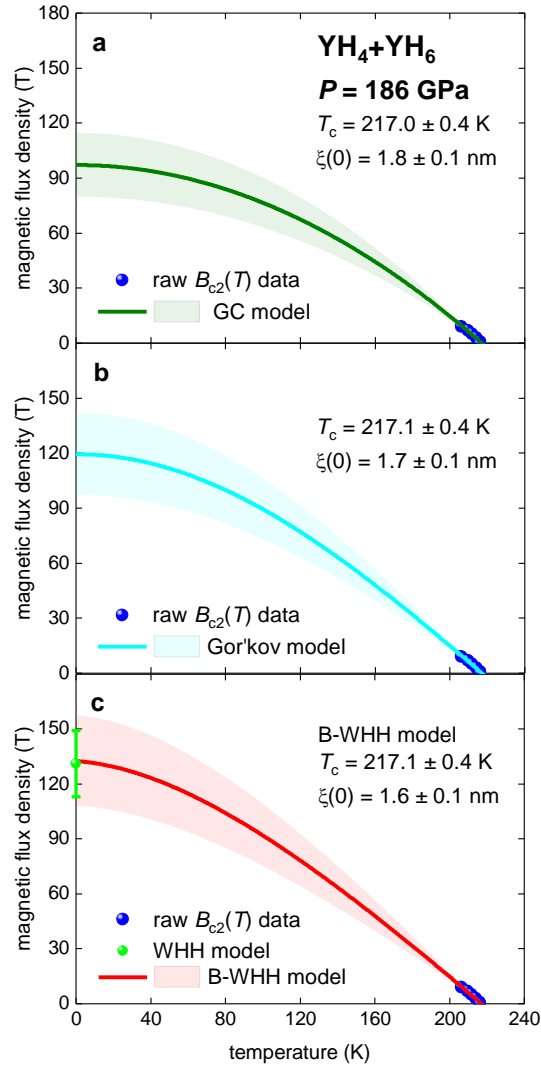 180
a
YH₄+YH₆
150
P = 186 GPa
120
Tc = 217.0 ± 0.4 K
ξ(0) = 1.8 ± 0.1 nm
90
60
raw Bc2(T) data
30
GC model
0
magnetic flux density (T)
b
150
120
Tc = 217.1 ± 0.4 K
ξ(0) = 1.7 ± 0.1 nm
90
60
raw Bc2(T) data
30
Gor'kov model
0
magnetic flux density (T)
c
150
B-WHH model
Tc = 217.1 ± 0.4 K
120
ξ(0) = 1.6 ± 0.1 nm
90
60
raw Bc2(T) data
30
WHH model
B-WHH model
0
magnetic flux density (T)
0 40 80 120 160 200 240
temperature (K)